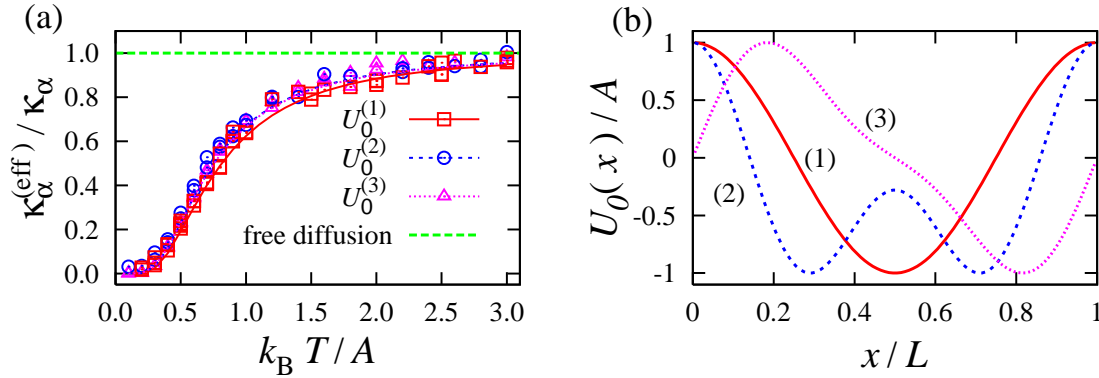 (a)
κα(eff) / κα
1.0
0.8
0.6
0.4
0.2
0.0
U0(1)
U0(2)
U0(3)
free diffusion
0.0 0.5 1.0 1.5 2.0 2.5 3.0
kB T / A
(b)
U0( x ) / A
1
0.5
0
-0.5
-1
(1)
(2)
(3)
0 0.2 0.4 0.6 0.8 1
x / L